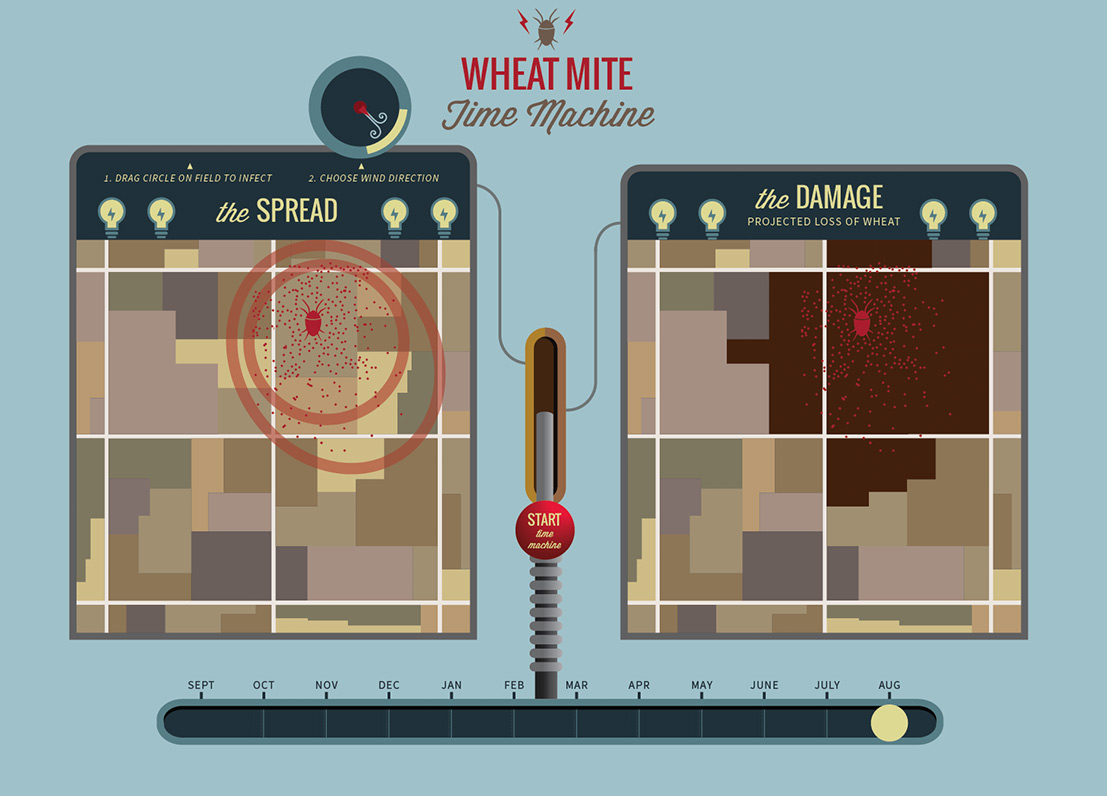 WHEAT MITE
Time Machine
1. DRAG CIRCLE ON FIELD TO INFECT
2. CHOOSE WIND DIRECTION
the SPREAD
the DAMAGE
PROJECTED LOSS OF WHEAT
START
time
machine
SEPT OCT NOV DEC JAN FEB MAR APR MAY JUNE JULY AUG